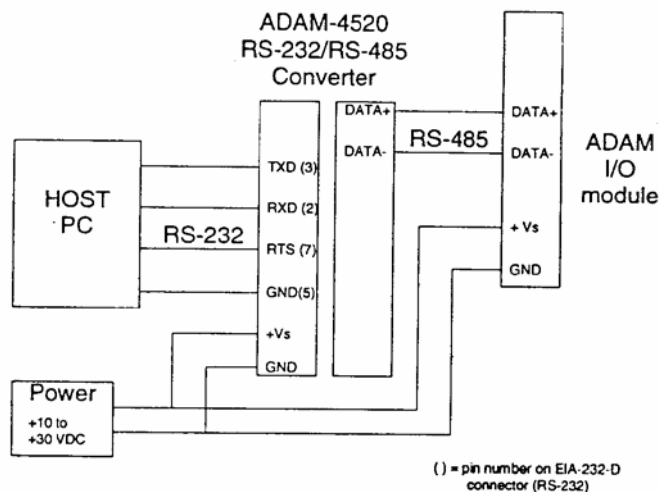 ADAM-4520
RS-232/RS-485
Converter
HOST
PC
RS-232
TXD (3)
RXD (2)
RTS (7)
GND(5)
+Vs
GND
DATA+
DATA-
RS-485
DATA+
DATA-
+ Vs
GND
ADAM
I/O
module
Power
+10 to
+30 VDC
( ) = pin number on EIA-232-D
connector (RS-232)